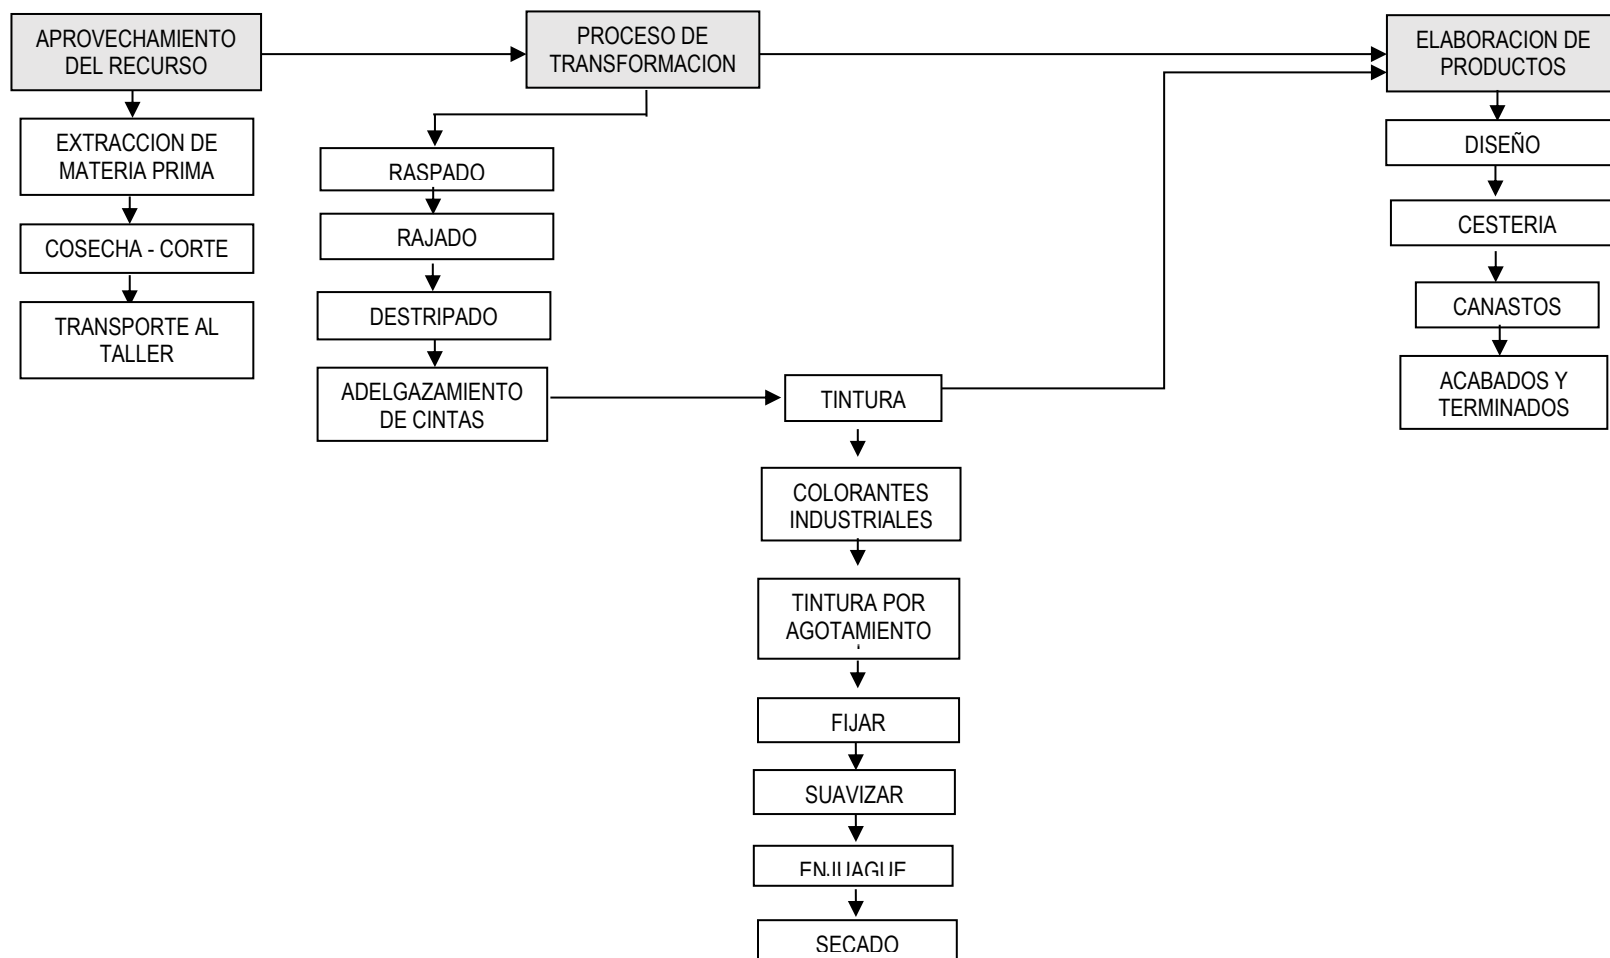 APROVECHAMIENTO
DEL RECURSO
PROCESO DE
TRANSFORMACION
ELABORACION DE
PRODUCTOS
EXTRACCION DE
MATERIA PRIMA
COSECHA - CORTE
TRANSPORTE AL
TALLER
RASPADO
RAJADO
DESTRIPADO
ADELGAZAMIENTO
DE CINTAS
TINTURA
COLORANTES
INDUSTRIALES
TINTURA POR
AGOTAMIENTO
FIJAR
SUAVIZAR
ENJUAGUE
SECADO
DISEÑO
CESTERIA
CANASTOS
ACABADOS Y
TERMINADOS